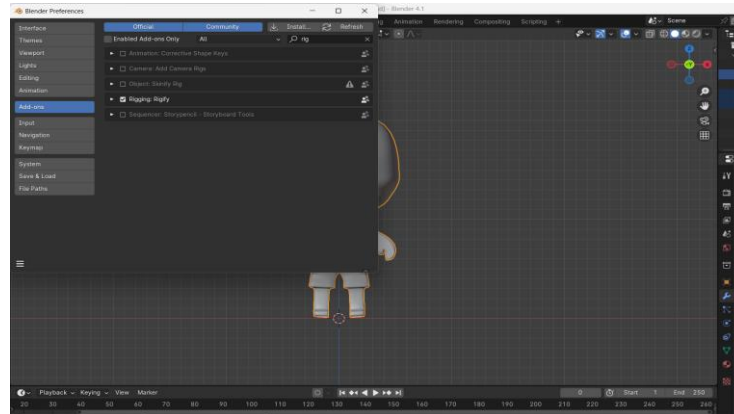 Blender Preferences
Blender 4.1
Animation Rendering Compositing Scripting +
Scene
Interface
Themes
Viewport
Lights
Editing
Animation
Add-ons
Input
Navigation
Keymap
System
Save & Load
File Paths
Official Community Install... Refresh
Enabled Add-ons Only All rig
Animation: Corrective Shape Keys
Camera: Add Camera Rigs
Object: Skinify Rig
Rigging: Rigify
Sequencer: Storypencil - Storyboard Tools
Playback Keying View Marker
0 Start 1 End 250
20 30 40 50 60 70 80 90 100 110 120 130 140 150 160 170 180 190 200 210 220 230 240 250 260